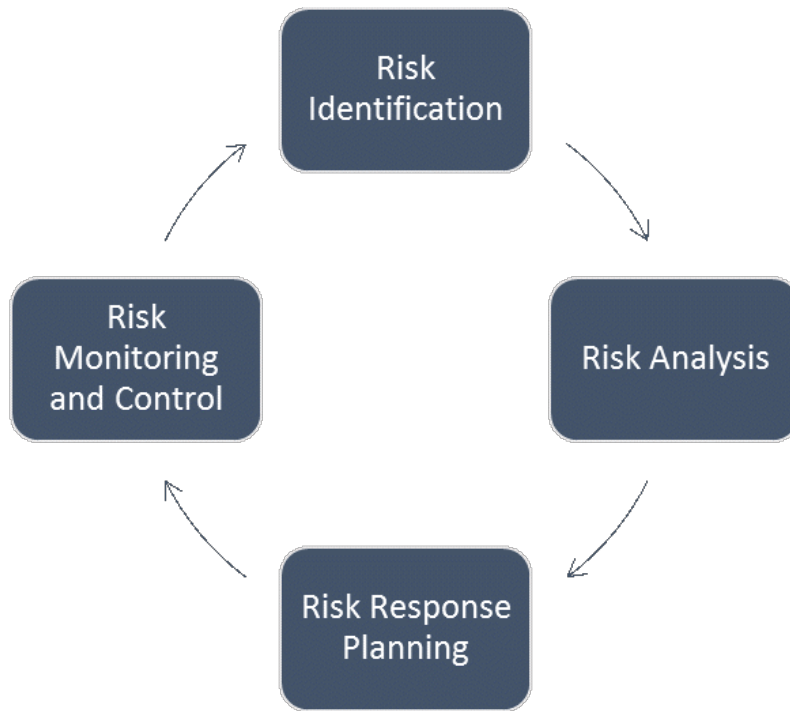 Risk
Identification
Risk Analysis
Risk Response
Planning
Risk
Monitoring
and Control